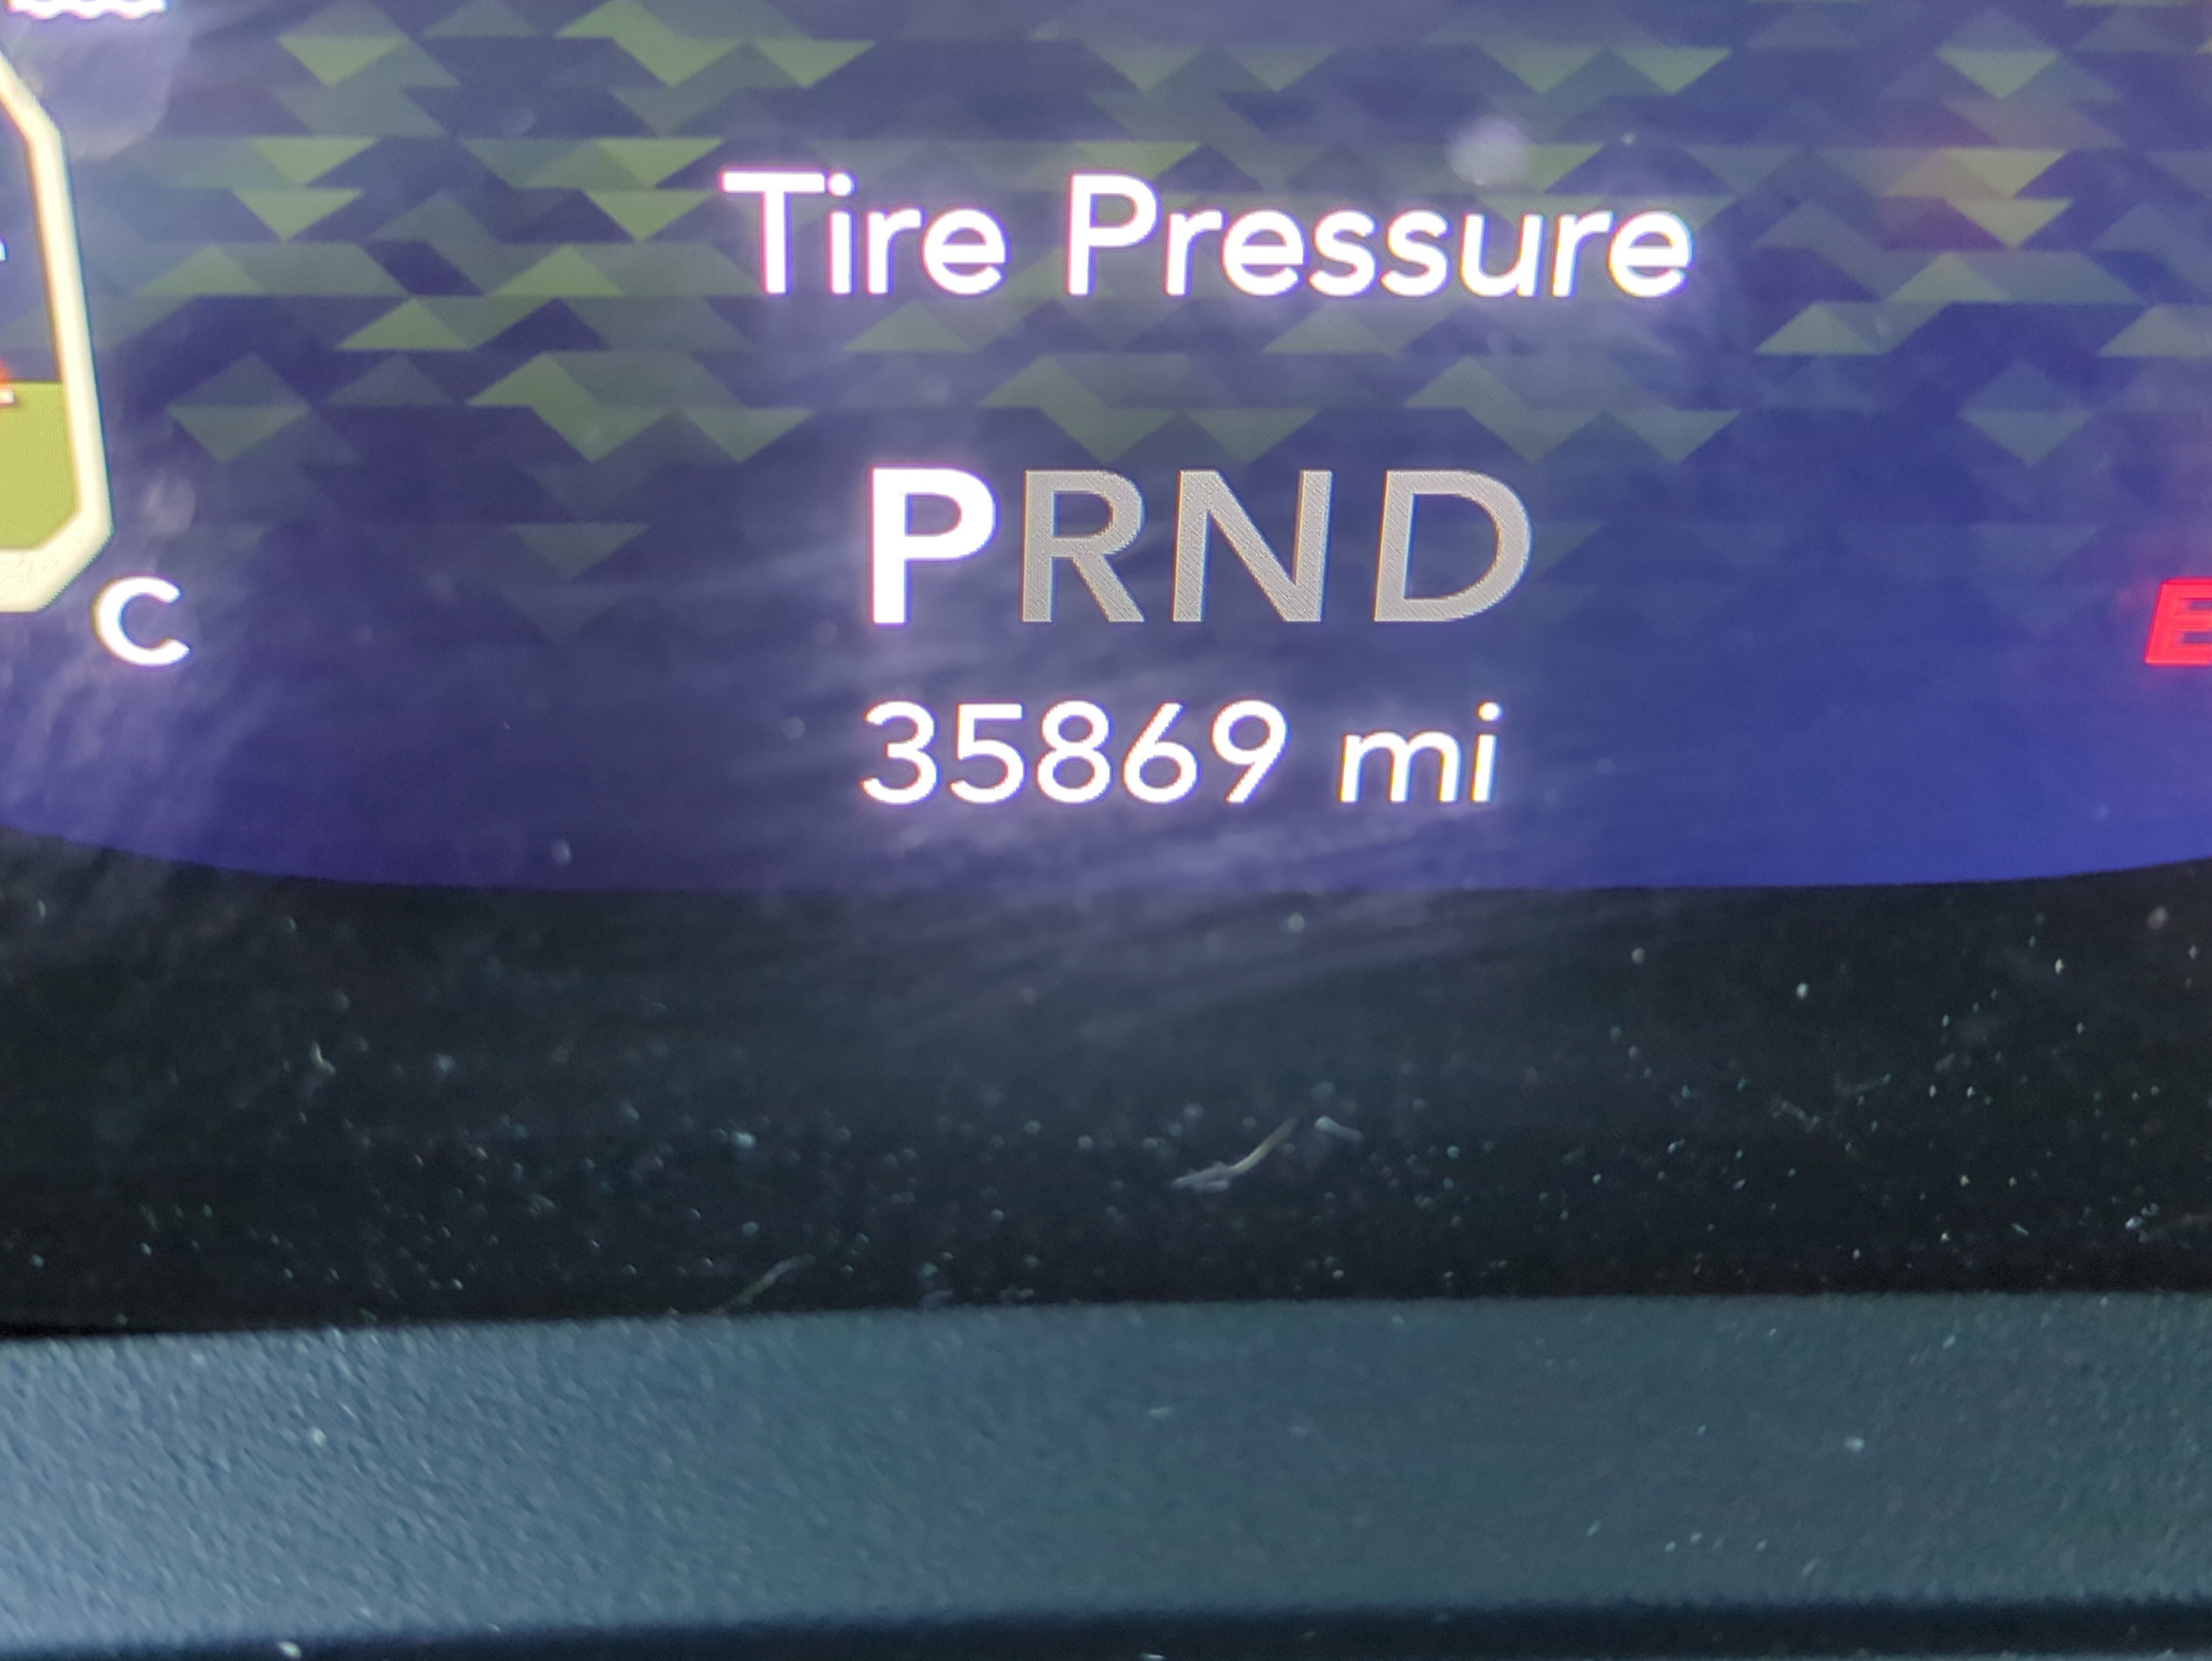 Tire Pressure
PRND
C
E
35869 mi